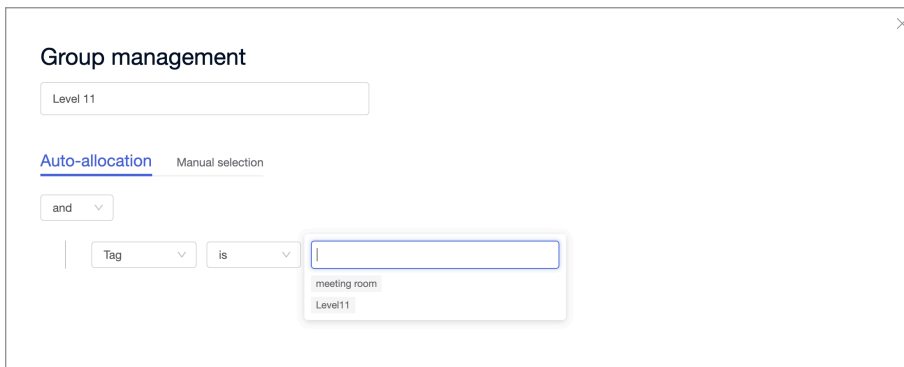 Group management
Level 11
Auto-allocation Manual selection
and
Tag is
meeting room
Level11